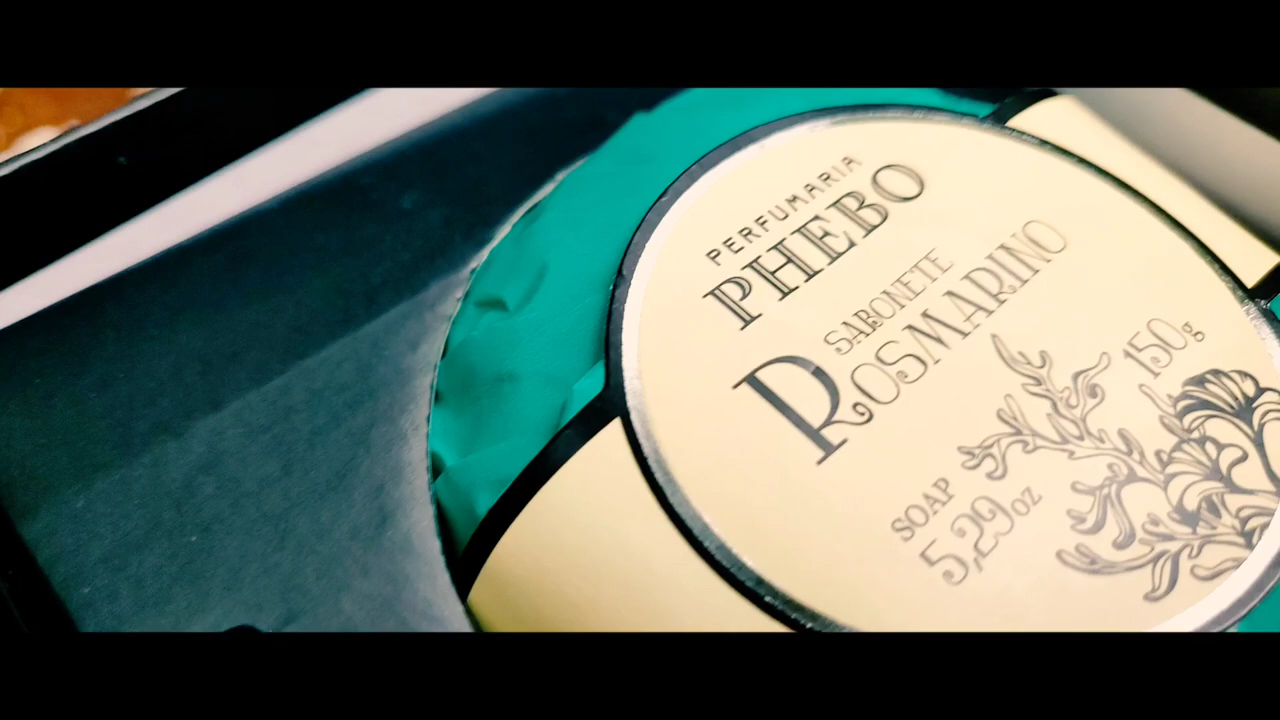 PERFUMARIA
PHEBO
SABONETE
ROSMARINO
150g
SOAP
5,29oz